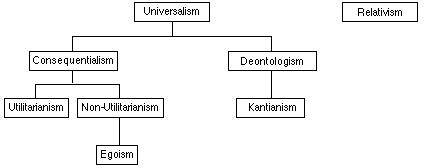 Universalism
Relativism
Consequentialism
Deontologism
Utilitarianism
Non-Utilitarianism
Kantianism
Egoism